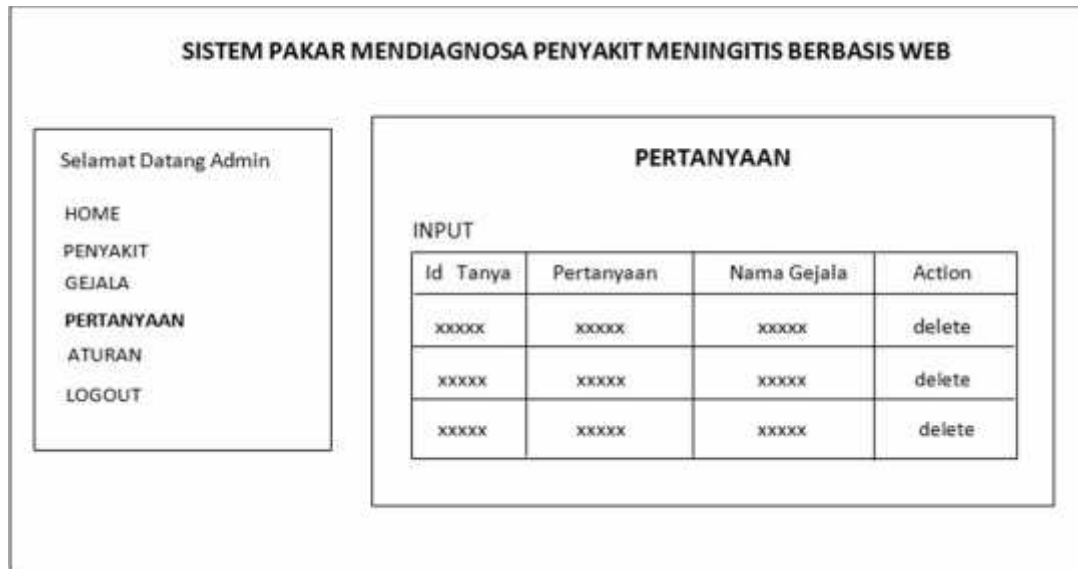 SISTEM PAKAR MENDIAGNOSA PENYAKIT MENINGITIS BERBASIS WEB
Selamat Datang Admin
HOME
PENYAKIT
GEJALA
PERTANYAAN
ATURAN
LOGOUT
PERTANYAAN
INPUT
Id Tanya Pertanyaan Nama Gejala Action
xxxxx xxxxx xxxxx delete
xxxxx xxxxx xxxxx delete
xxxxx xxxxx xxxxx delete